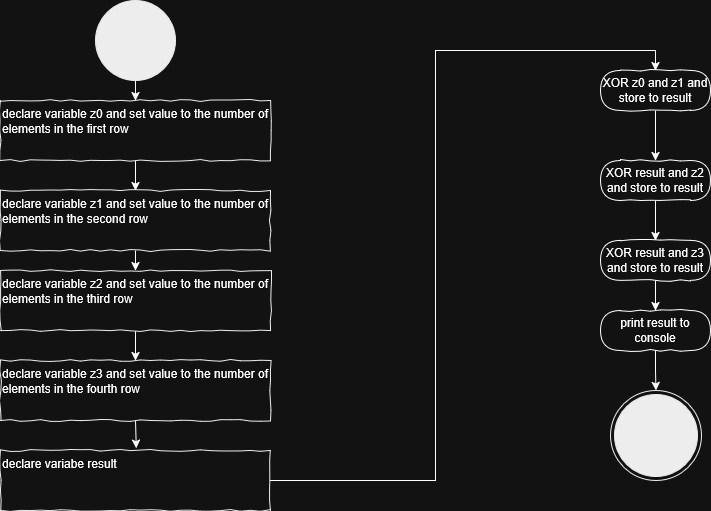 declare variable z0 and set value to the number of
elements in the first row
declare variable z1 and set value to the number of
elements in the second row
declare variable z2 and set value to the number of
elements in the third row
declare variable z3 and set value to the number of
elements in the fourth row
declare variabe result
XOR z0 and z1 and
store to result
XOR result and z2
and store to result
XOR result and z3
and store to result
print result to
console